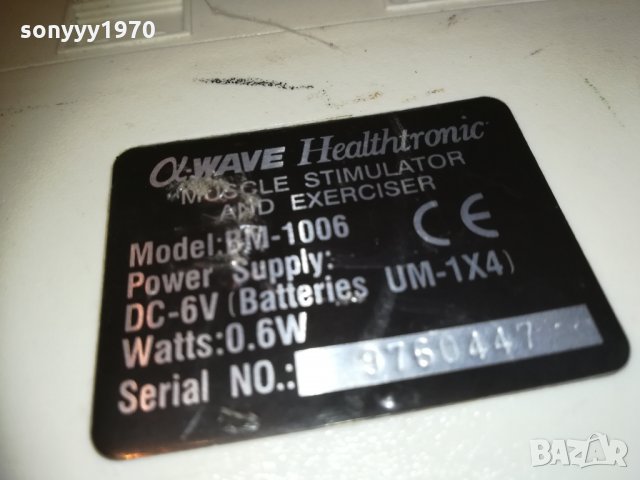 sonyyy1970
α-WAVE Healthtronic
MUSCLE STIMULATOR
AND EXERCISER
Model:BM-1006
Power Supply:
DC-6V (Batteries UM-1X4)
Watts:0.6W
CE
Serial NO.: 9760447
BAZAR